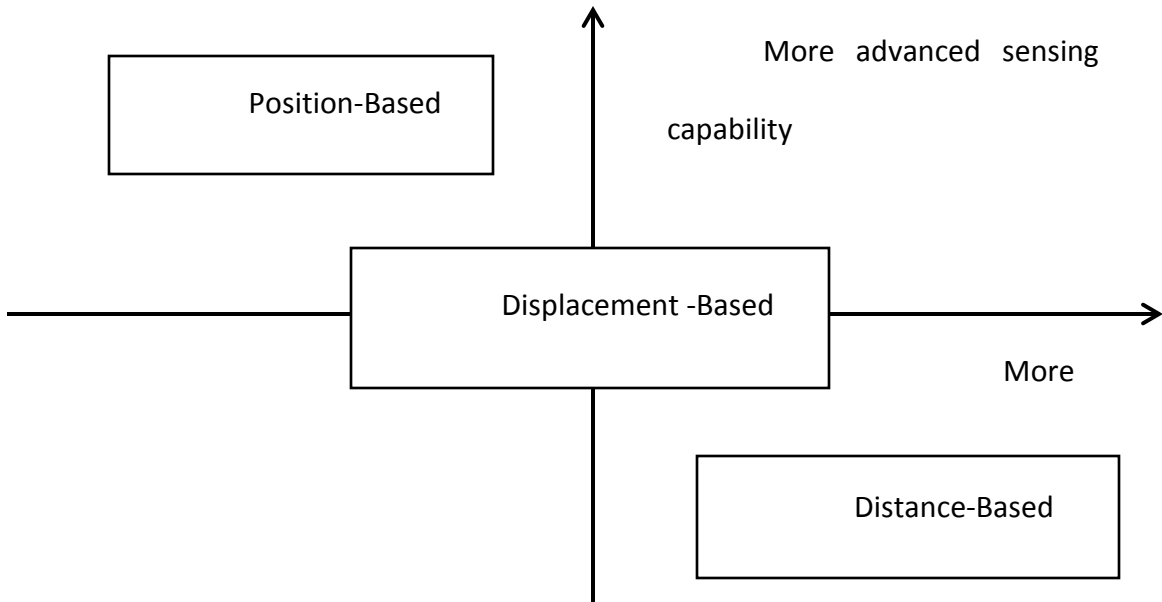 More advanced sensing
capability
Position-Based
Displacement -Based
More
Distance-Based